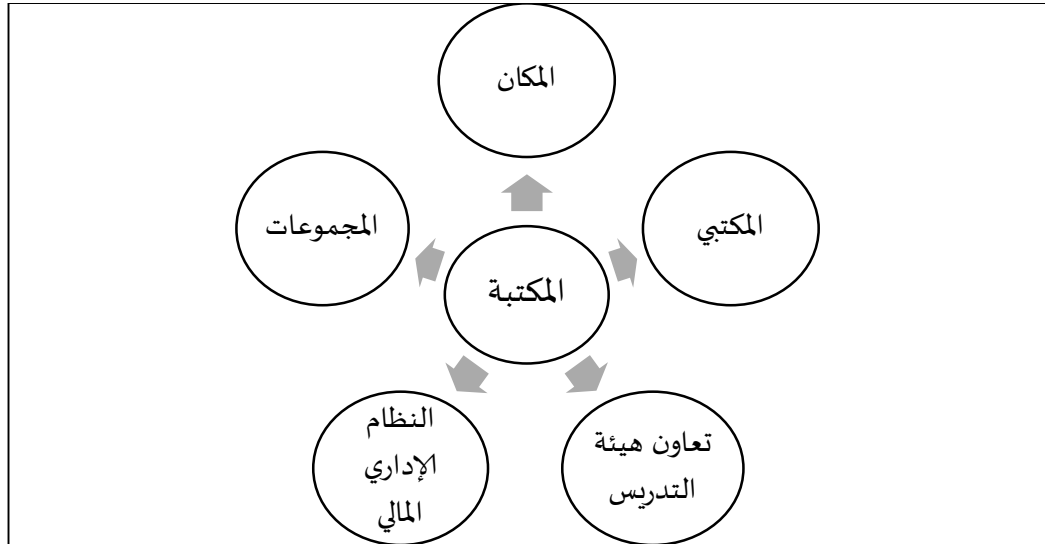 المكان
المكتبي
المجموعات
المكتبة
تعاون هيئة
التدريس
النظام
الإداري
المالي